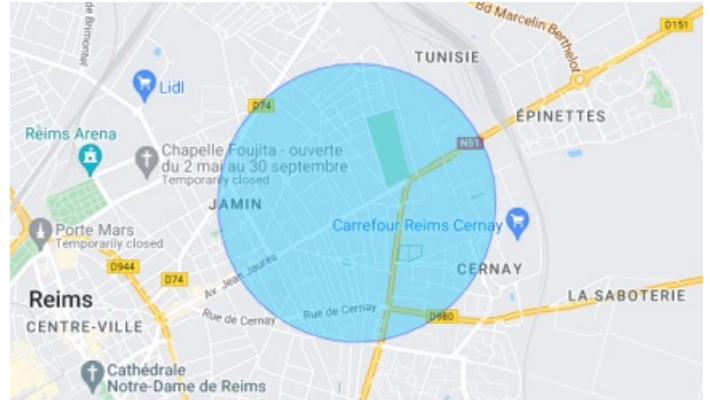 Bd Marcelin Berthelot
D151
de Brimontel
TUNISIE
Lidl
D74
ÉPINETTES
Reims Arena
Chapelle Foujita - ouverte
du 2 mai au 30 septembre
Temporarily closed
N51
JAMIN
Porte Mars
Temporarily closed
Carrefour Reims Cernay
D944
D74
Av. Jean Jaurès
CERNAY
Reims
LA SABOTERIE
CENTRE-VILLE
Rue de Cernay
Rue de Cernay
D980
Cathédrale
Notre-Dame de Reims